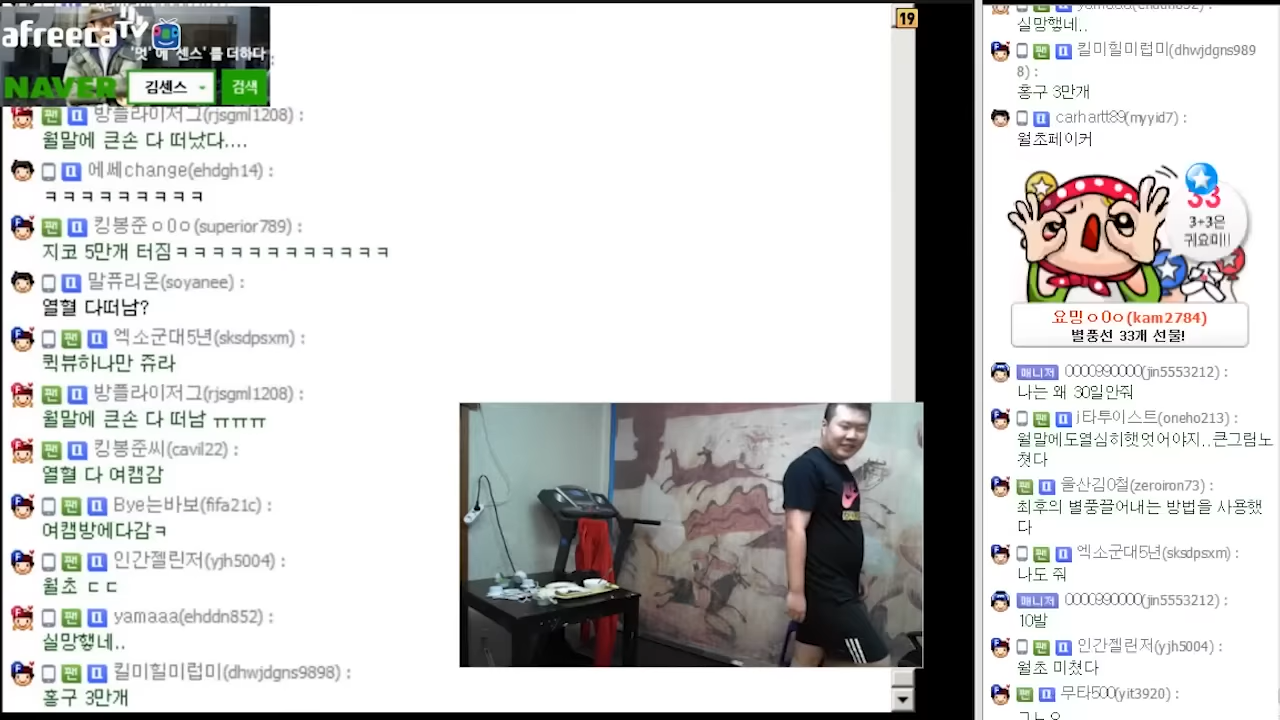 afreecaTV
'멋'에 '센스'를 더하다
NAVER 김센스 검색
방플라이저그(rjsgml1208) :
월말에 큰손 다 떠났다....
에쎄change(ehdgh14) :
ㅋㅋㅋㅋㅋㅋㅋㅋㅋ
킹봉준ㅇ0ㅇ(superior789) :
지코 5만개 터짐ㅋㅋㅋㅋㅋㅋㅋㅋㅋㅋㅋㅋ
말퓨리온(soyanee) :
열혈 다떠남?
엑소군대5년(sksdpsxm) :
퀵뷰하나만 쥬라
방플라이저그(rjsgml1208) :
월말에 큰손 다 떠남 ㅠㅠㅠ
킹봉준씨(cavil22) :
열혈 다 여캠감
Bye는바보(fifa21c) :
여캠방에다감ㅋ
인간젤린저(yjh5004) :
월초 ㄷㄷ
yamaaa(ehddn852) :
실망햏네..
킬미힐미럽미(dhwjdgns9898) :
홍구 3만개
19
yamaaa(ehddn852) :
실망햏네..
킬미힐미럽미(dhwjdgns989
8) :
홍구 3만개
carhartt89(myyid7) :
월초페이커
33
3+3은
귀요미!!
요밍ㅇ0ㅇ(kam2784)
별풍선 33개 선물!
매니저 0000990000(jin5553212) :
나는 왜 30일안줘
j타투이스트(oneho213) :
월말에도열심히햇엇어야지..큰그림노
쳤다
울산김0철(zeroiron73) :
최후의 별풍끌어내는 방법을 사용했
다
엑소군대5년(sksdpsxm) :
나도 줘
매니저 0000990000(jin5553212) :
10발
인간젤린저(yjh5004) :
월초 미쳤다
무타500(yit3920) :